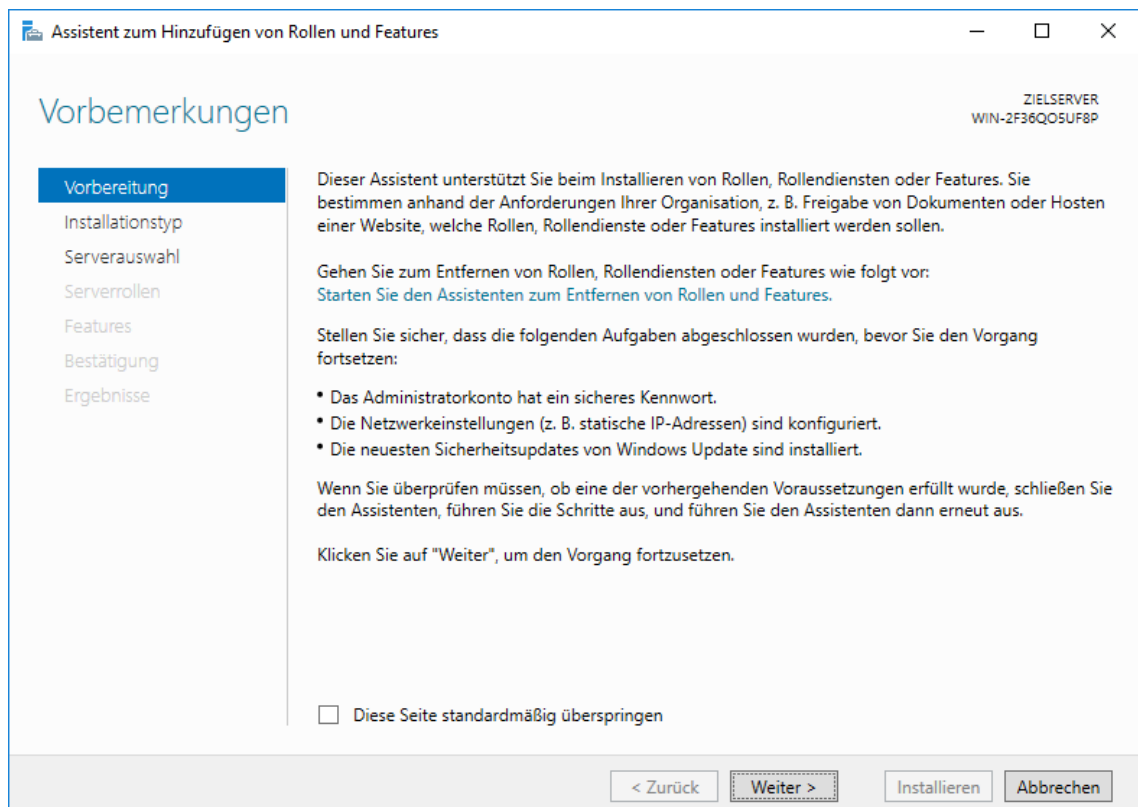 Assistent zum Hinzufügen von Rollen und Features
Vorbemerkungen
ZIELSERVER
WIN-2F36QO5UF8P
Vorbereitung
Installationstyp
Serverauswahl
Serverrollen
Features
Bestätigung
Ergebnisse
Dieser Assistent unterstützt Sie beim Installieren von Rollen, Rollendiensten oder Features. Sie
bestimmen anhand der Anforderungen Ihrer Organisation, z. B. Freigabe von Dokumenten oder Hosten
einer Website, welche Rollen, Rollendienste oder Features installiert werden sollen.
Gehen Sie zum Entfernen von Rollen, Rollendiensten oder Features wie folgt vor:
Starten Sie den Assistenten zum Entfernen von Rollen und Features.
Stellen Sie sicher, dass die folgenden Aufgaben abgeschlossen wurden, bevor Sie den Vorgang
fortsetzen:
• Das Administratorkonto hat ein sicheres Kennwort.
• Die Netzwerkeinstellungen (z. B. statische IP-Adressen) sind konfiguriert.
• Die neuesten Sicherheitsupdates von Windows Update sind installiert.
Wenn Sie überprüfen müssen, ob eine der vorhergehenden Voraussetzungen erfüllt wurde, schließen Sie
den Assistenten, führen Sie die Schritte aus, und führen Sie den Assistenten dann erneut aus.
Klicken Sie auf "Weiter", um den Vorgang fortzusetzen.
Diese Seite standardmäßig überspringen
< Zurück
Weiter >
Installieren
Abbrechen